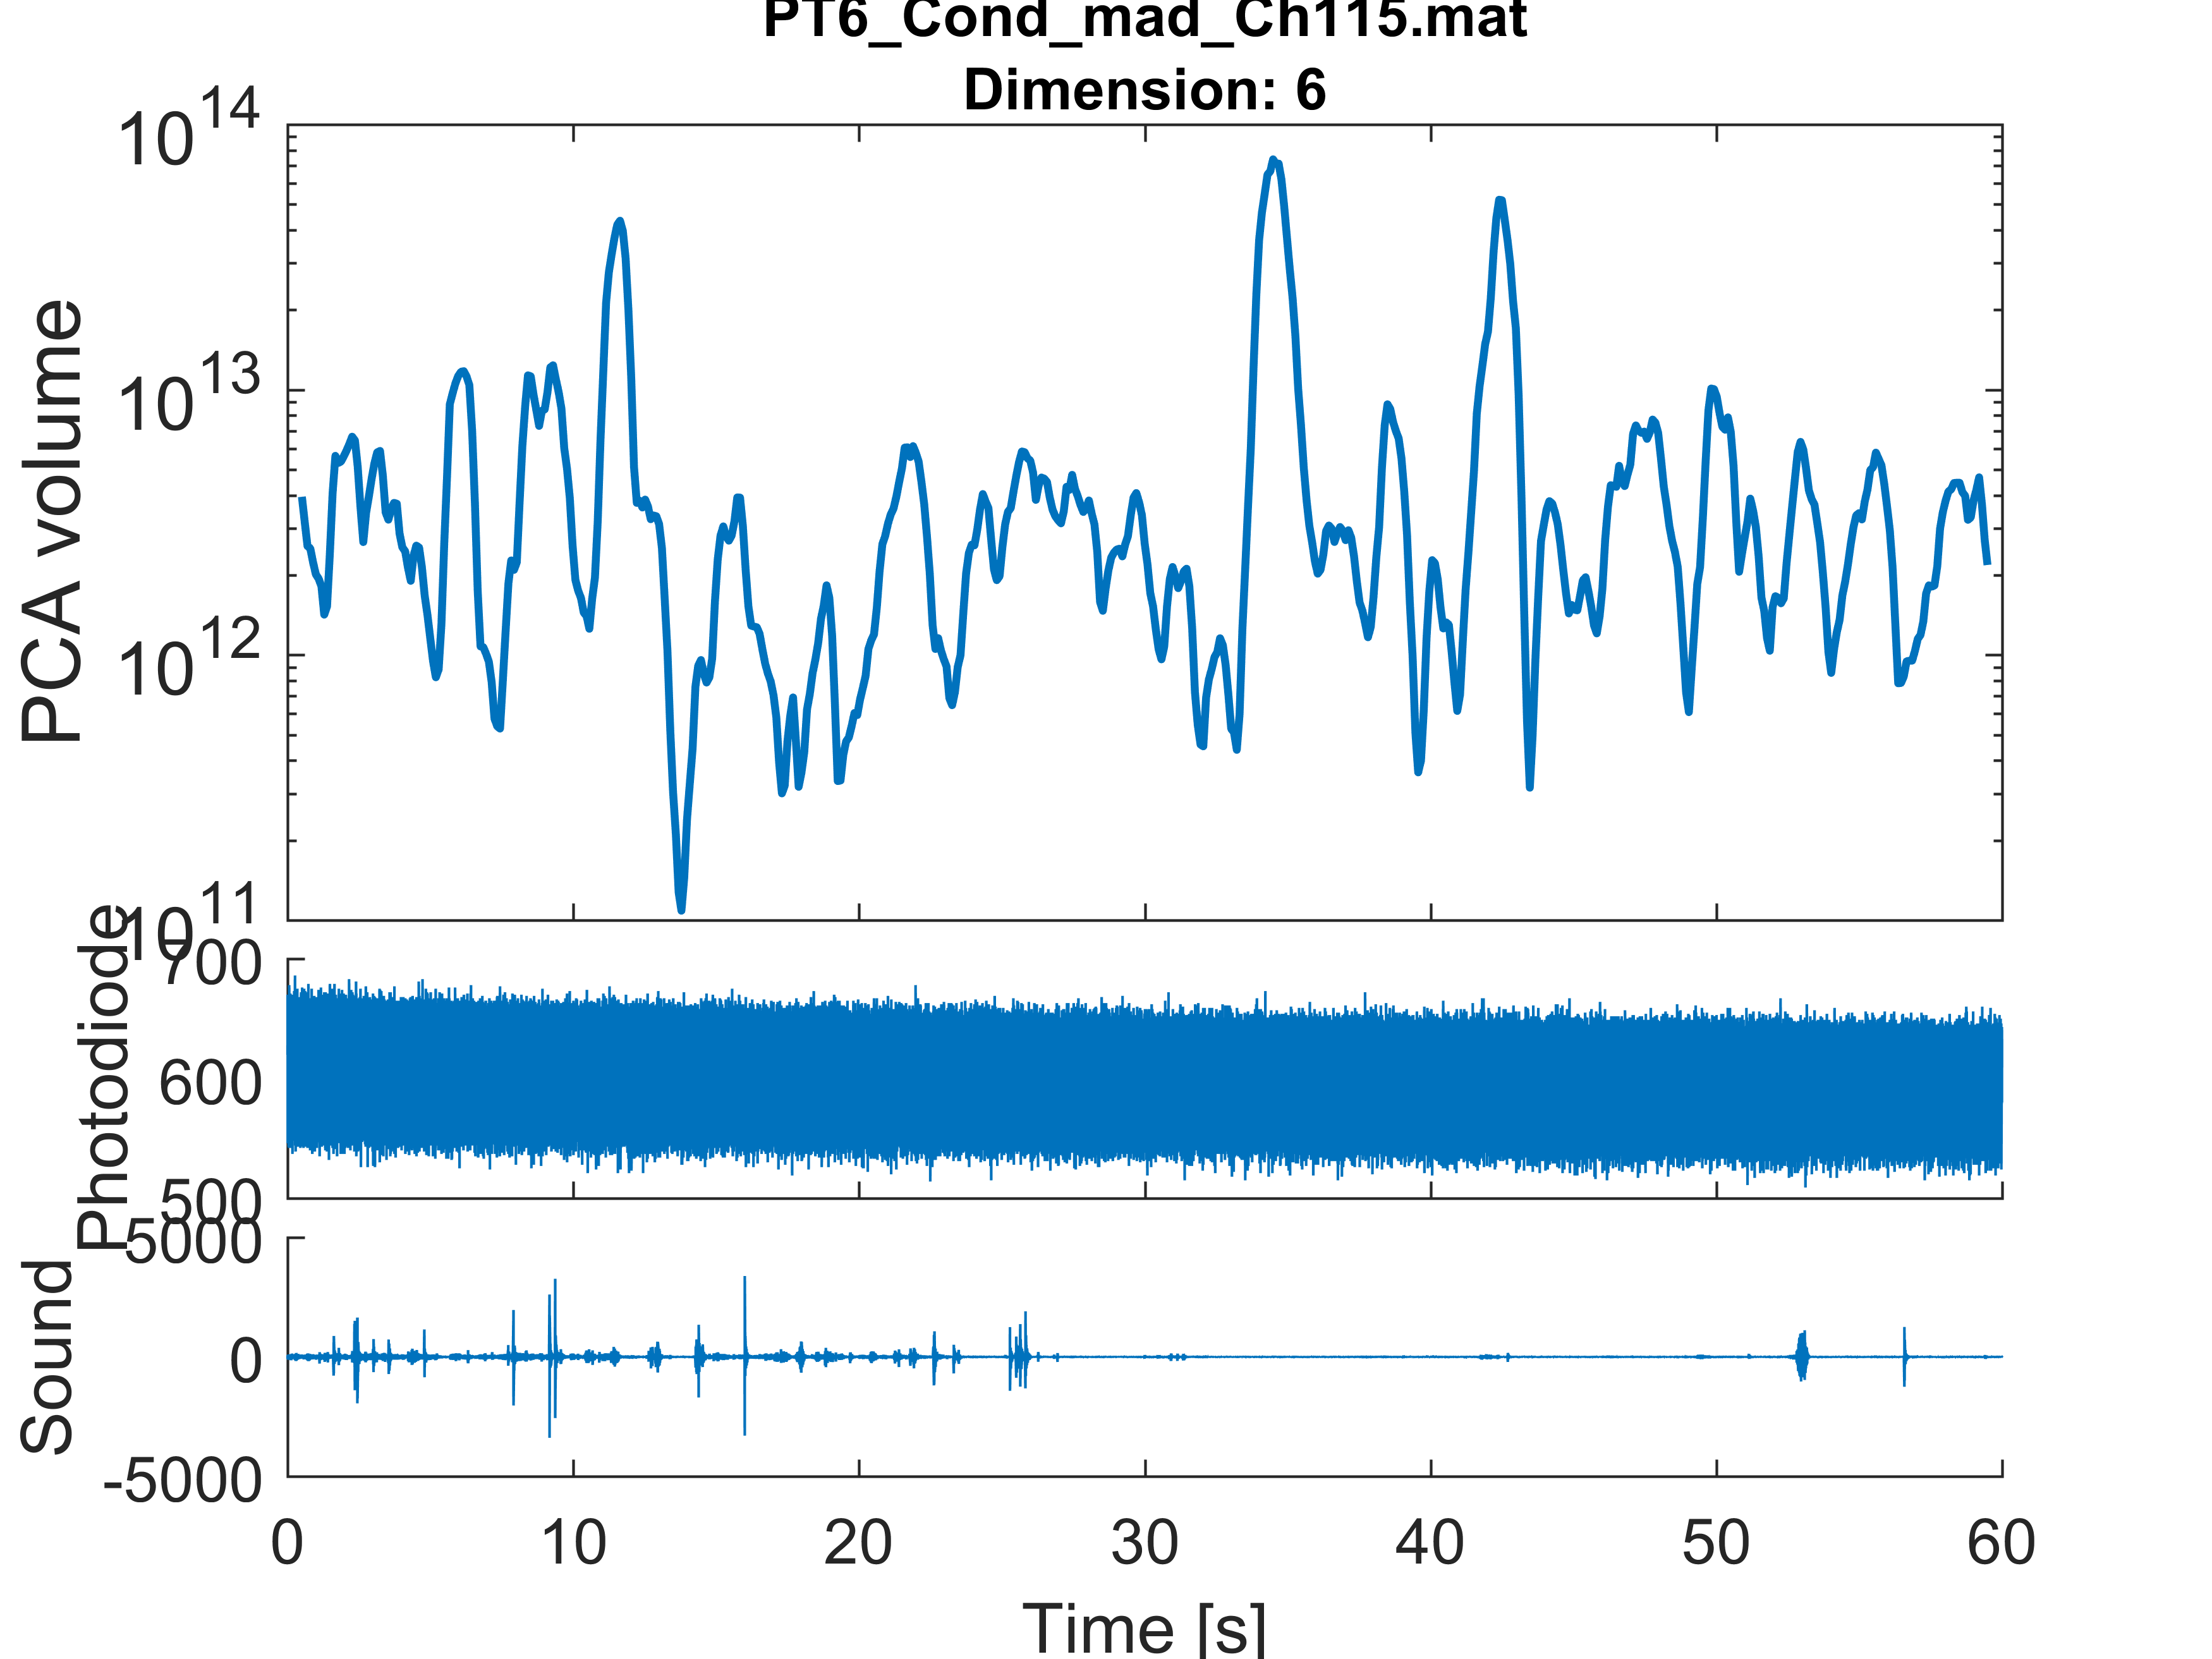 PT6_Cond_mad_Ch115.mat
Dimension: 6
10^14
10^13
10^12
10^11
PCA volume
700
600
500
Photodiode
5000
0
-5000
Sound
0 10 20 30 40 50 60
Time [s]